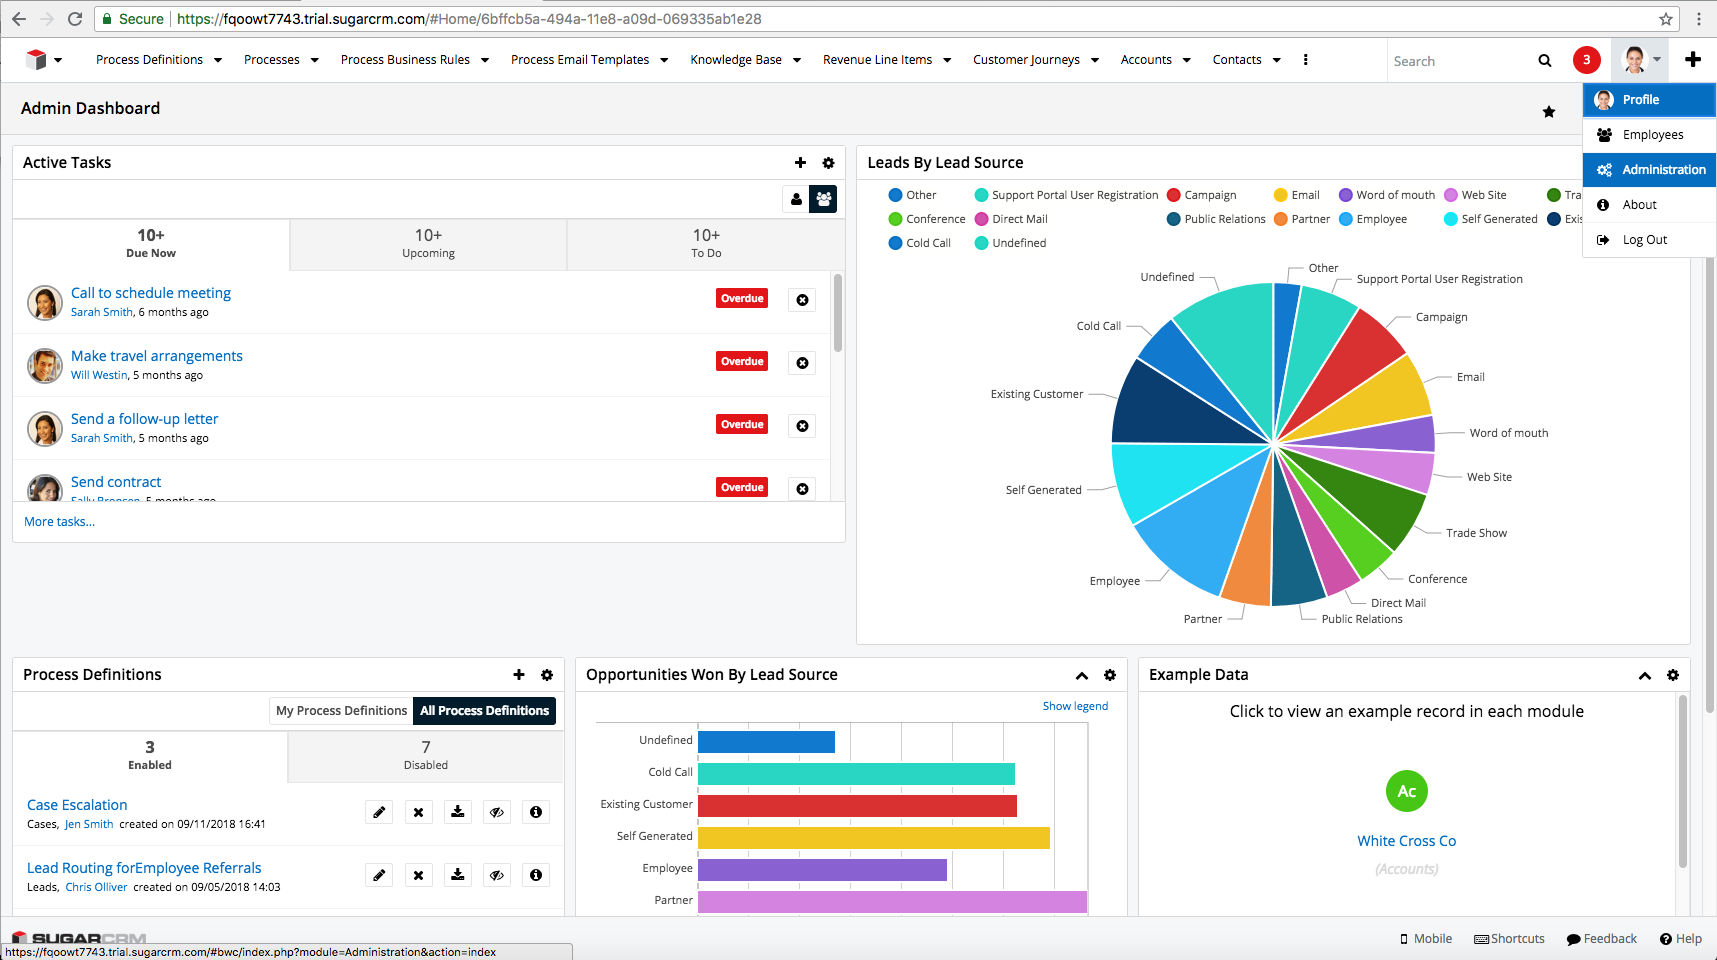 Secure https://fqoowt7743.trial.sugarcrm.com/#Home/6bffcb5a-494a-11e8-a09d-069335ab1e28
Process Definitions Processes Process Business Rules Process Email Templates Knowledge Base Revenue Line Items Customer Journeys Accounts Contacts Search 3
Admin Dashboard
Profile
Employees
Administration
About
Log Out
Active Tasks
10+ 10+ 10+
Due Now Upcoming To Do
Call to schedule meeting Overdue
Sarah Smith, 6 months ago
Make travel arrangements Overdue
Will Westin, 5 months ago
Send a follow-up letter Overdue
Sarah Smith, 5 months ago
Send contract Overdue
Sally Bronsen, 5 months ago
More tasks...
Leads By Lead Source
Other Support Portal User Registration Campaign Email Word of mouth Web Site Tra
Conference Direct Mail Public Relations Partner Employee Self Generated Exis
Cold Call Undefined
Other
Undefined
Support Portal User Registration
Campaign
Cold Call
Email
Existing Customer
Word of mouth
Web Site
Self Generated
Trade Show
Conference
Employee
Direct Mail
Partner
Public Relations
Process Definitions
My Process Definitions All Process Definitions
3 7
Enabled Disabled
Case Escalation
Cases, Jen Smith created on 09/11/2018 16:41
Lead Routing forEmployee Referrals
Leads, Chris Olliver created on 09/05/2018 14:03
Opportunities Won By Lead Source
Show legend
Undefined
Cold Call
Existing Customer
Self Generated
Employee
Partner
Example Data
Click to view an example record in each module
Ac
White Cross Co
(Accounts)
SUGARCRM
Mobile Shortcuts Feedback Help
https://fqoowt7743.trial.sugarcrm.com/#bwc/index.php?module=Administration&action=index